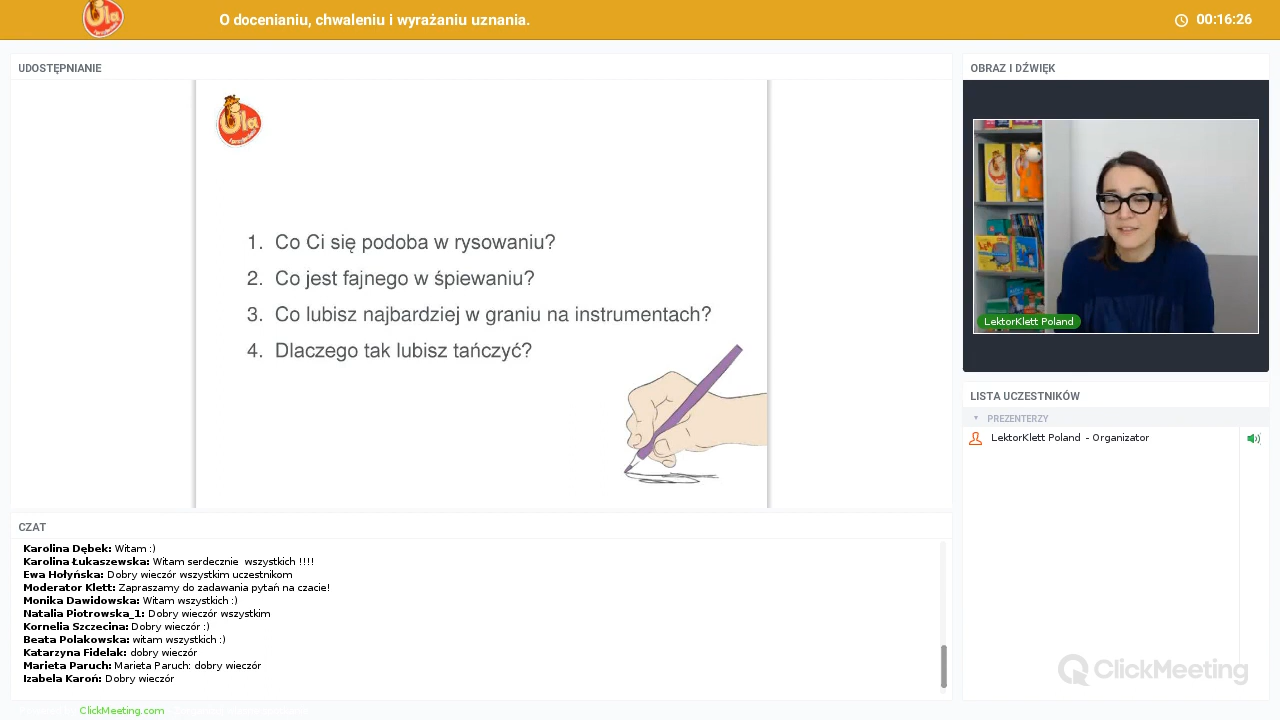 Ula
O docenianiu, chwaleniu i wyrażaniu uznania.
00:16:26
UDOSTĘPNIANIE
Ula
1. Co Ci się podoba w rysowaniu?
2. Co jest fajnego w śpiewaniu?
3. Co lubisz najbardziej w graniu na instrumentach?
4. Dlaczego tak lubisz tańczyć?
OBRAZ I DŹWIĘK
LektorKlett Poland
LISTA UCZESTNIKÓW
PREZENTERZY
LektorKlett Poland - Organizator
CZAT
Karolina Dębek: Witam :)
Karolina Łukaszewska: Witam serdecznie wszystkich !!!!
Ewa Hołyńska: Dobry wieczór wszystkim uczestnikom
Moderator Klett: Zapraszamy do zadawania pytań na czacie!
Monika Dawidowska: Witam wszystkich :)
Natalia Piotrowska_1: Dobry wieczór wszystkim
Kornelia Szczecina: Dobry wieczór :)
Beata Polakowska: witam wszystkich :)
Katarzyna Fidelak: dobry wieczór
Marieta Paruch: Marieta Paruch: dobry wieczór
Izabela Karoń: Dobry wieczór
ClickMeeting
ClickMeeting.com